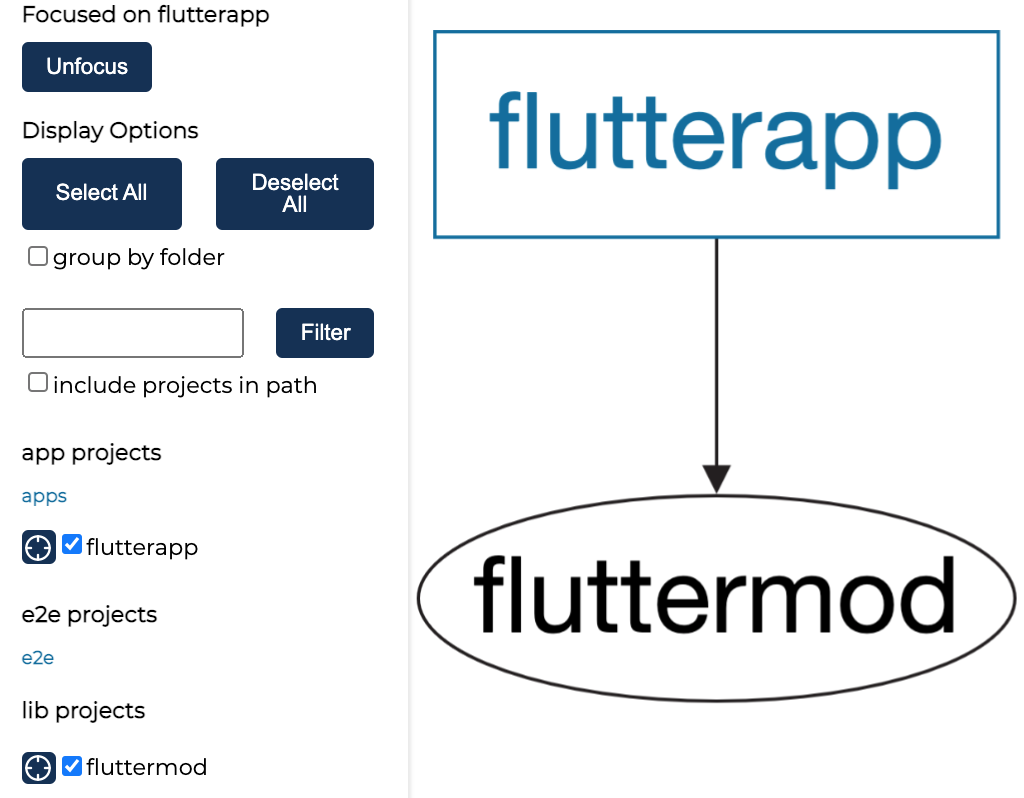 Focused on flutterapp
Unfocus
Display Options
Select All
Deselect
All
group by folder
Filter
include projects in path
app projects
apps
flutterapp
e2e projects
e2e
lib projects
fluttermod
flutterapp
fluttermod